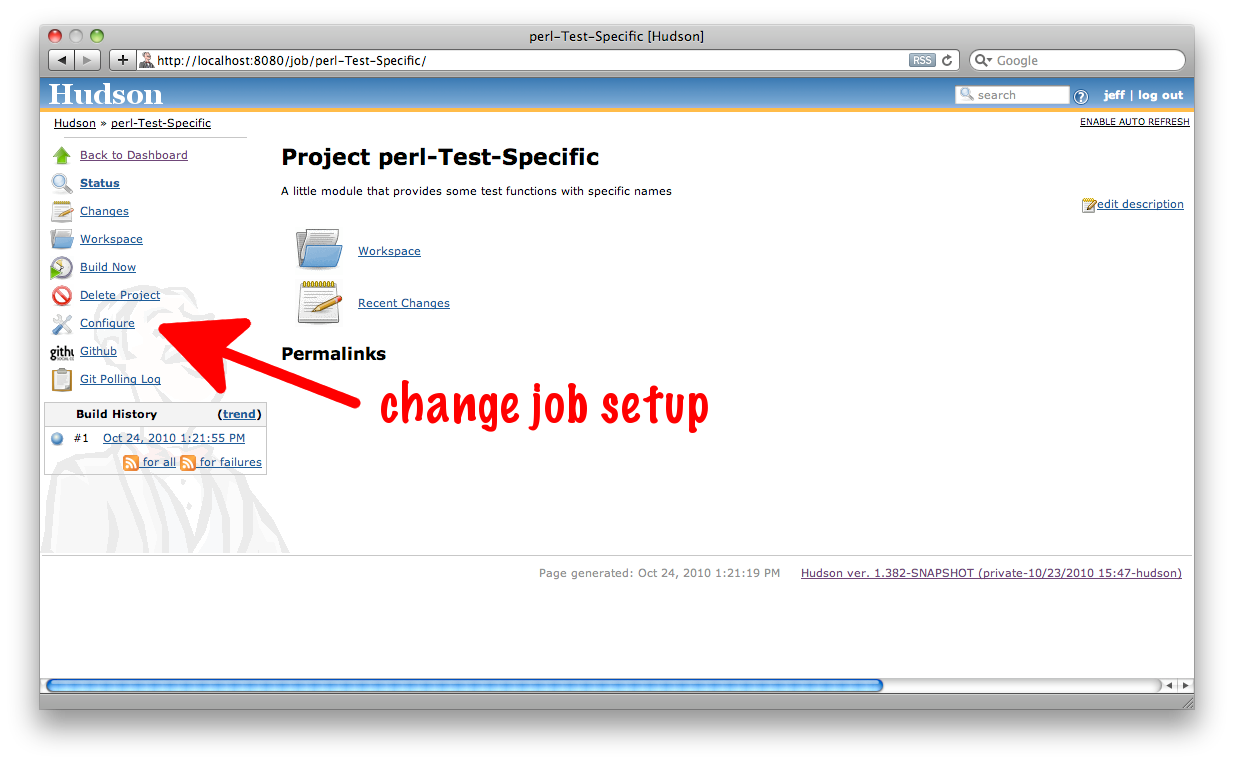 perl-Test-Specific [Hudson]
http://localhost:8080/job/perl-Test-Specific/
RSS
Google
Hudson
search
? jeff | log out
Hudson » perl-Test-Specific
ENABLE AUTO REFRESH
Back to Dashboard
Status
Changes
Workspace
Build Now
Delete Project
Configure
Github
Git Polling Log
Build History (trend)
#1 Oct 24, 2010 1:21:55 PM
for all for failures
Project perl-Test-Specific
A little module that provides some test functions with specific names
edit description
Workspace
Recent Changes
Permalinks
change job setup
Page generated: Oct 24, 2010 1:21:19 PM Hudson ver. 1.382-SNAPSHOT (private-10/23/2010 15:47-hudson)